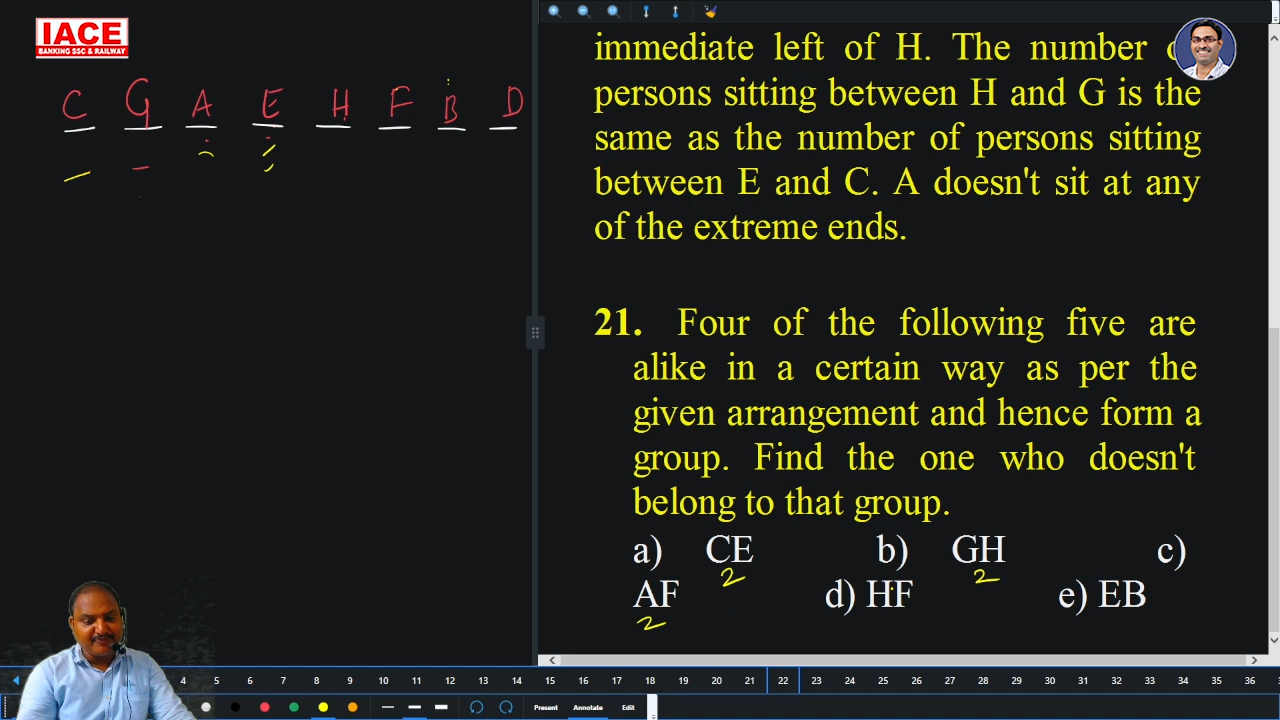 IACE
BANKING SSC & RAILWAY
C G A E H F B D
immediate left of H. The number
persons sitting between H and G is the
same as the number of persons sitting
between E and C. A doesn't sit at any
of the extreme ends.
21. Four of the following five are
alike in a certain way as per the
given arrangement and hence form a
group. Find the one who doesn't
belong to that group.
a) CE b) GH c)
2 2
AF d) HF e) EB
2
4 5 6 7 8 9 10 11 12 13 14 15 16 17 18 19 20 21 22 23 24 25 26 27 28 29 30 31 32 33 34 35 36
Present Annotate Edit